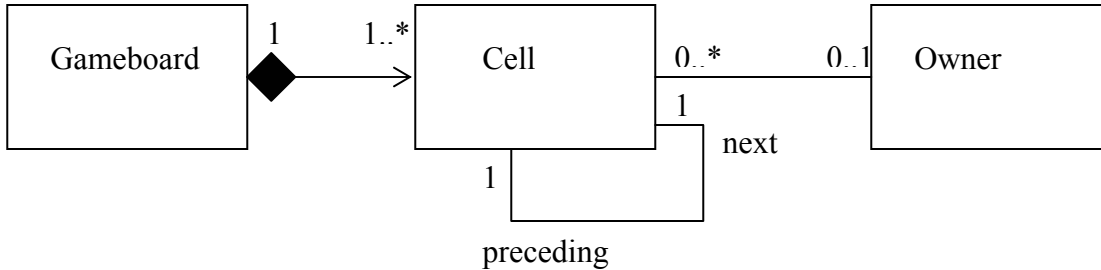 1
1..*
Gameboard
Cell
0..*
0..1
Owner
1
next
1
preceding